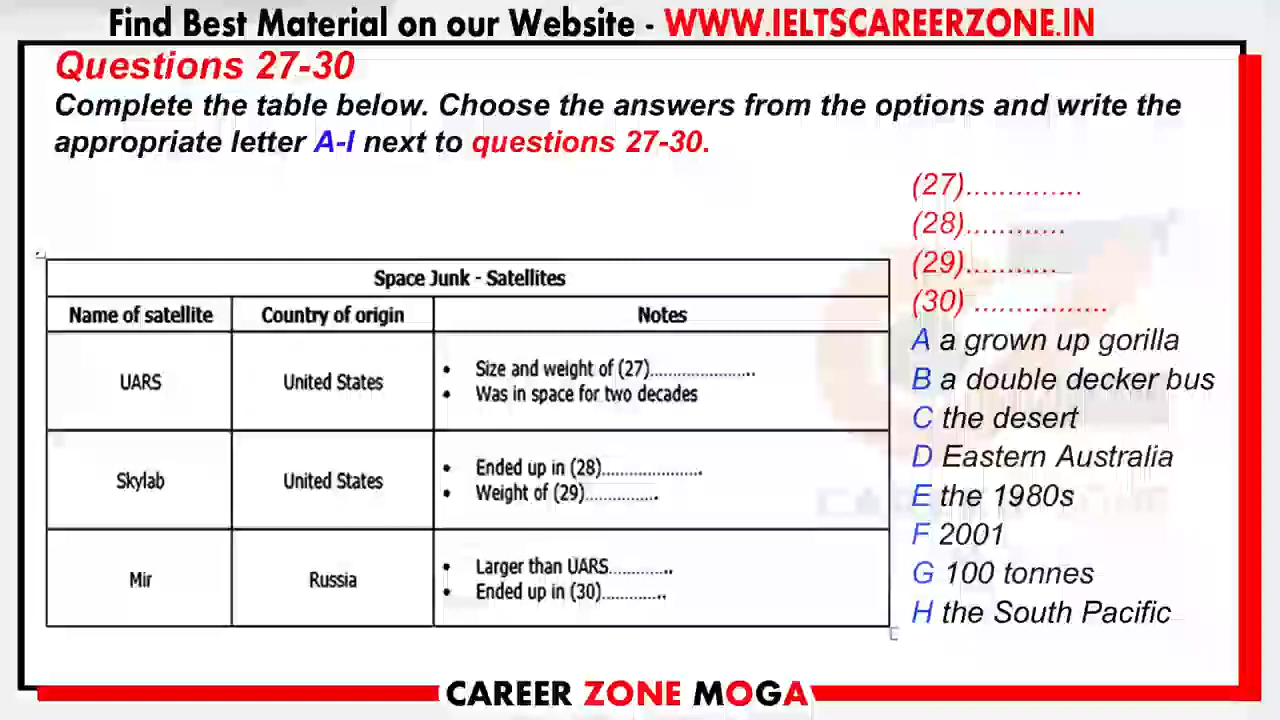 Find Best Material on our Website - WWW.IELTSCAREERZONE.IN
Questions 27-30
Complete the table below. Choose the answers from the options and write the
appropriate letter A-I next to questions 27-30.
(27)..............
(28)............
(29)...........
(30) ................
A a grown up gorilla
B a double decker bus
C the desert
D Eastern Australia
E the 1980s
F 2001
G 100 tonnes
H the South Pacific
Space Junk - Satellites
Name of satellite Country of origin Notes
UARS United States
• Size and weight of (27)......................
• Was in space for two decades
Skylab United States
• Ended up in (28)......................
• Weight of (29)...............
Mir Russia
• Larger than UARS.............
• Ended up in (30).............
CAREER ZONE MOGA